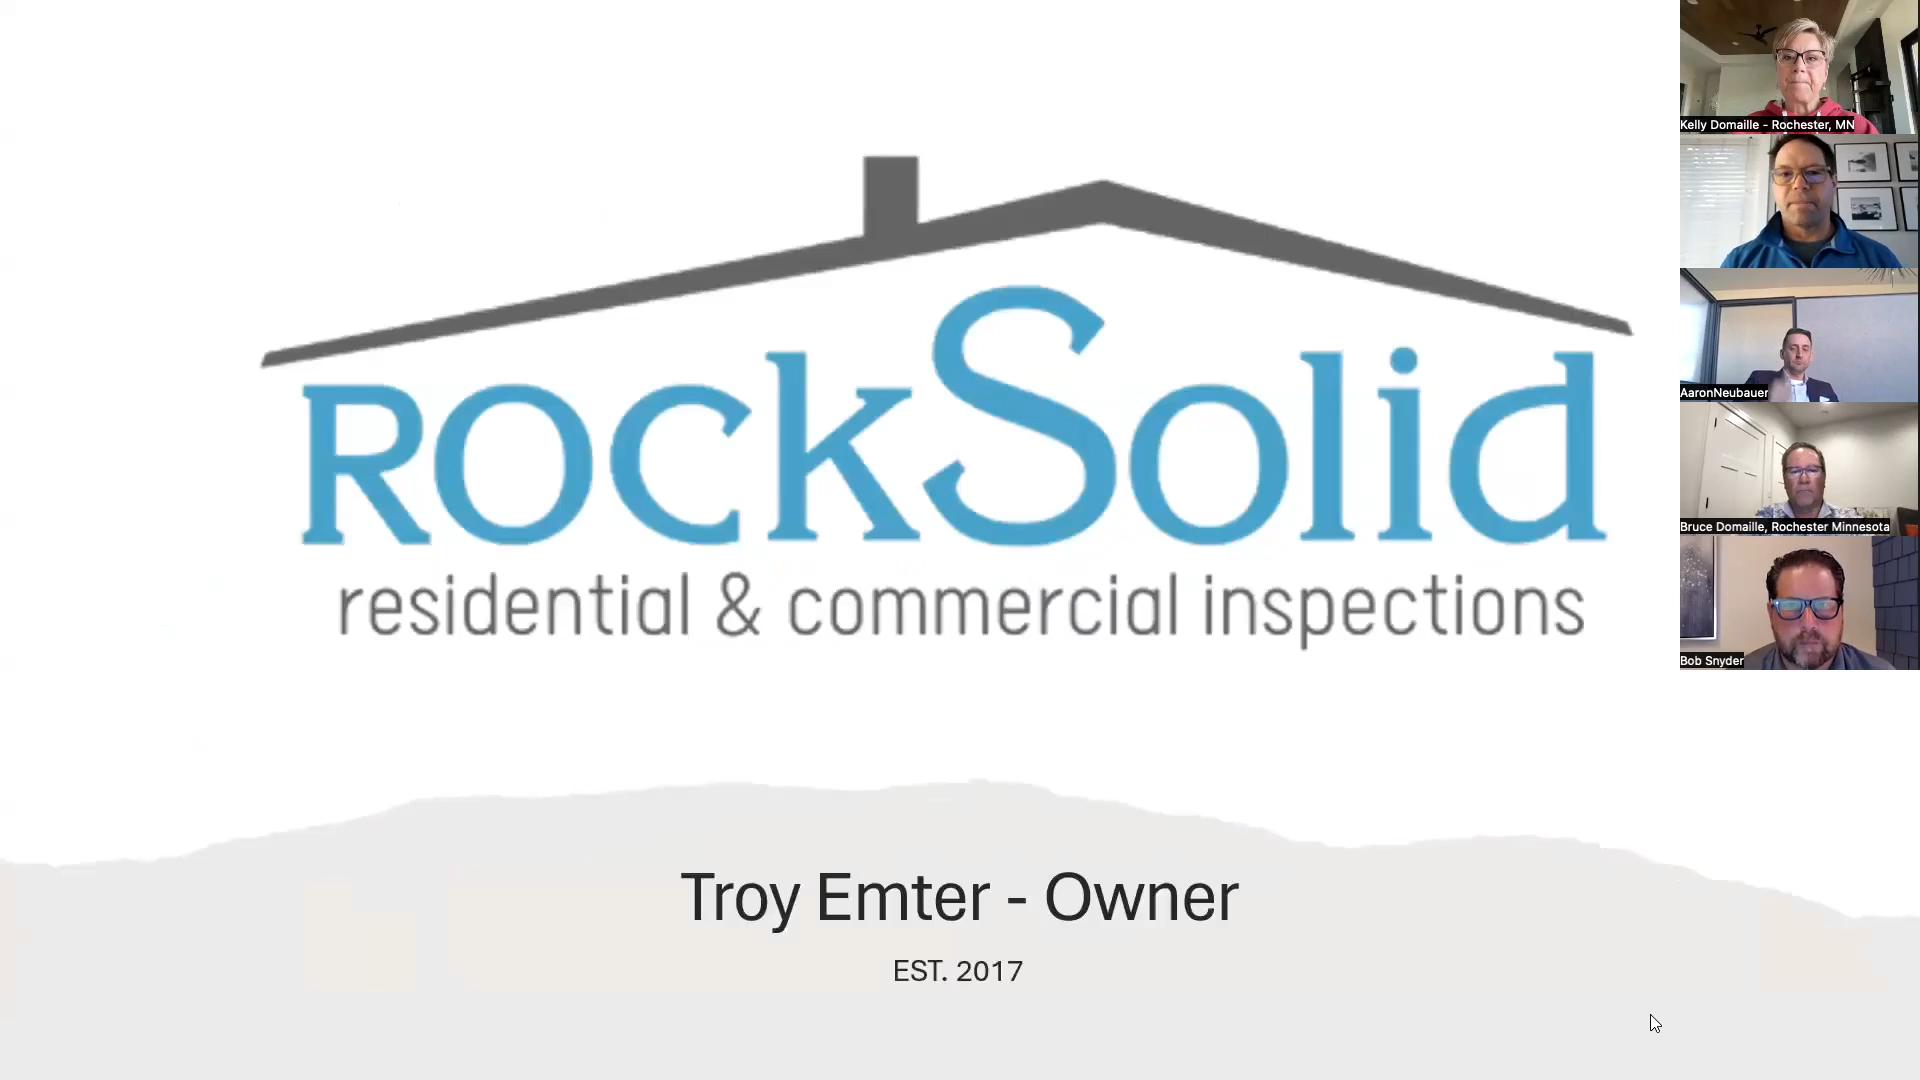 RockSolid
residential & commercial inspections
Troy Emter - Owner
EST. 2017
Kelly Domaille - Rochester, MN
AaronNeubauer
Bruce Domaille, Rochester Minnesota
Bob Snyder